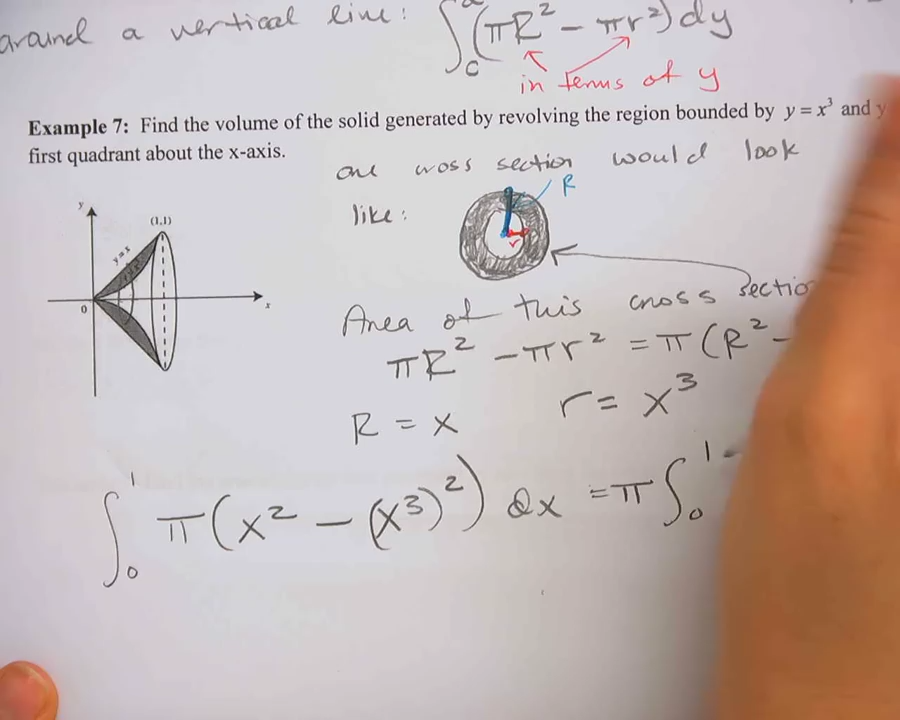 around a vertical line: ∫_C (πR² − πr²) dy
in terms of y
Example 7: Find the volume of the solid generated by revolving the region bounded by y = x³ and y
first quadrant about the x-axis.
one cross section would look
like: R
r
y
(1,1)
y = x
0
x
Area of this cross section
πR² − πr² = π(R² −
R = x r = x³
∫₀¹ π(x² − (x³)²) dx = π∫₀¹